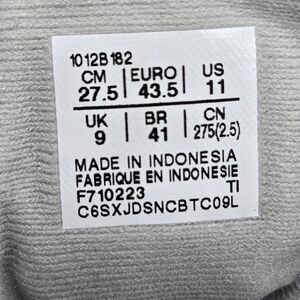 1012B182
CM EURO US
27.5 43.5 11
UK BR CN
9 41 275(2.5)
MADE IN INDONESIA
FABRIQUE EN INDONESIE
F710223 TI
C6SXJDSNCBTC09L